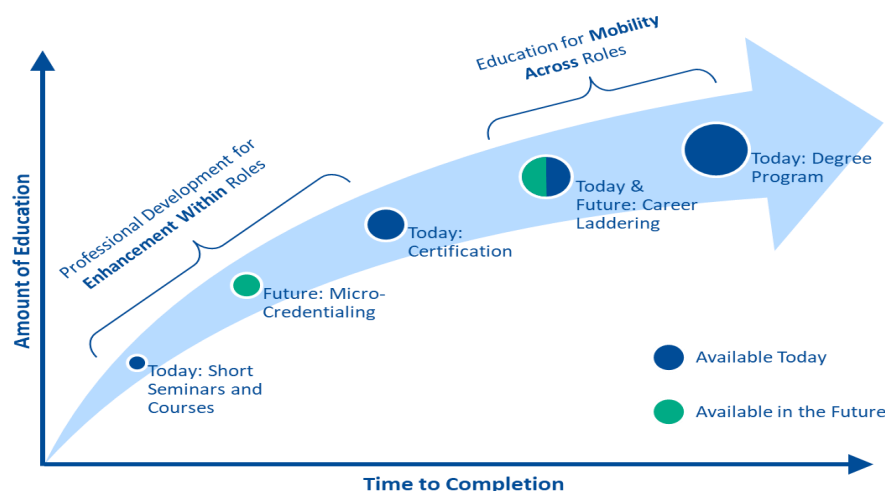 Education for Mobility
Across Roles
Professional Development for
Enhancement Within Roles
Amount of Education
Today: Degree
Program
Today &
Future: Career
Laddering
Today:
Certification
Future: Micro-
Credentialing
Today: Short
Seminars and
Courses
Available Today
Available in the Future
Time to Completion